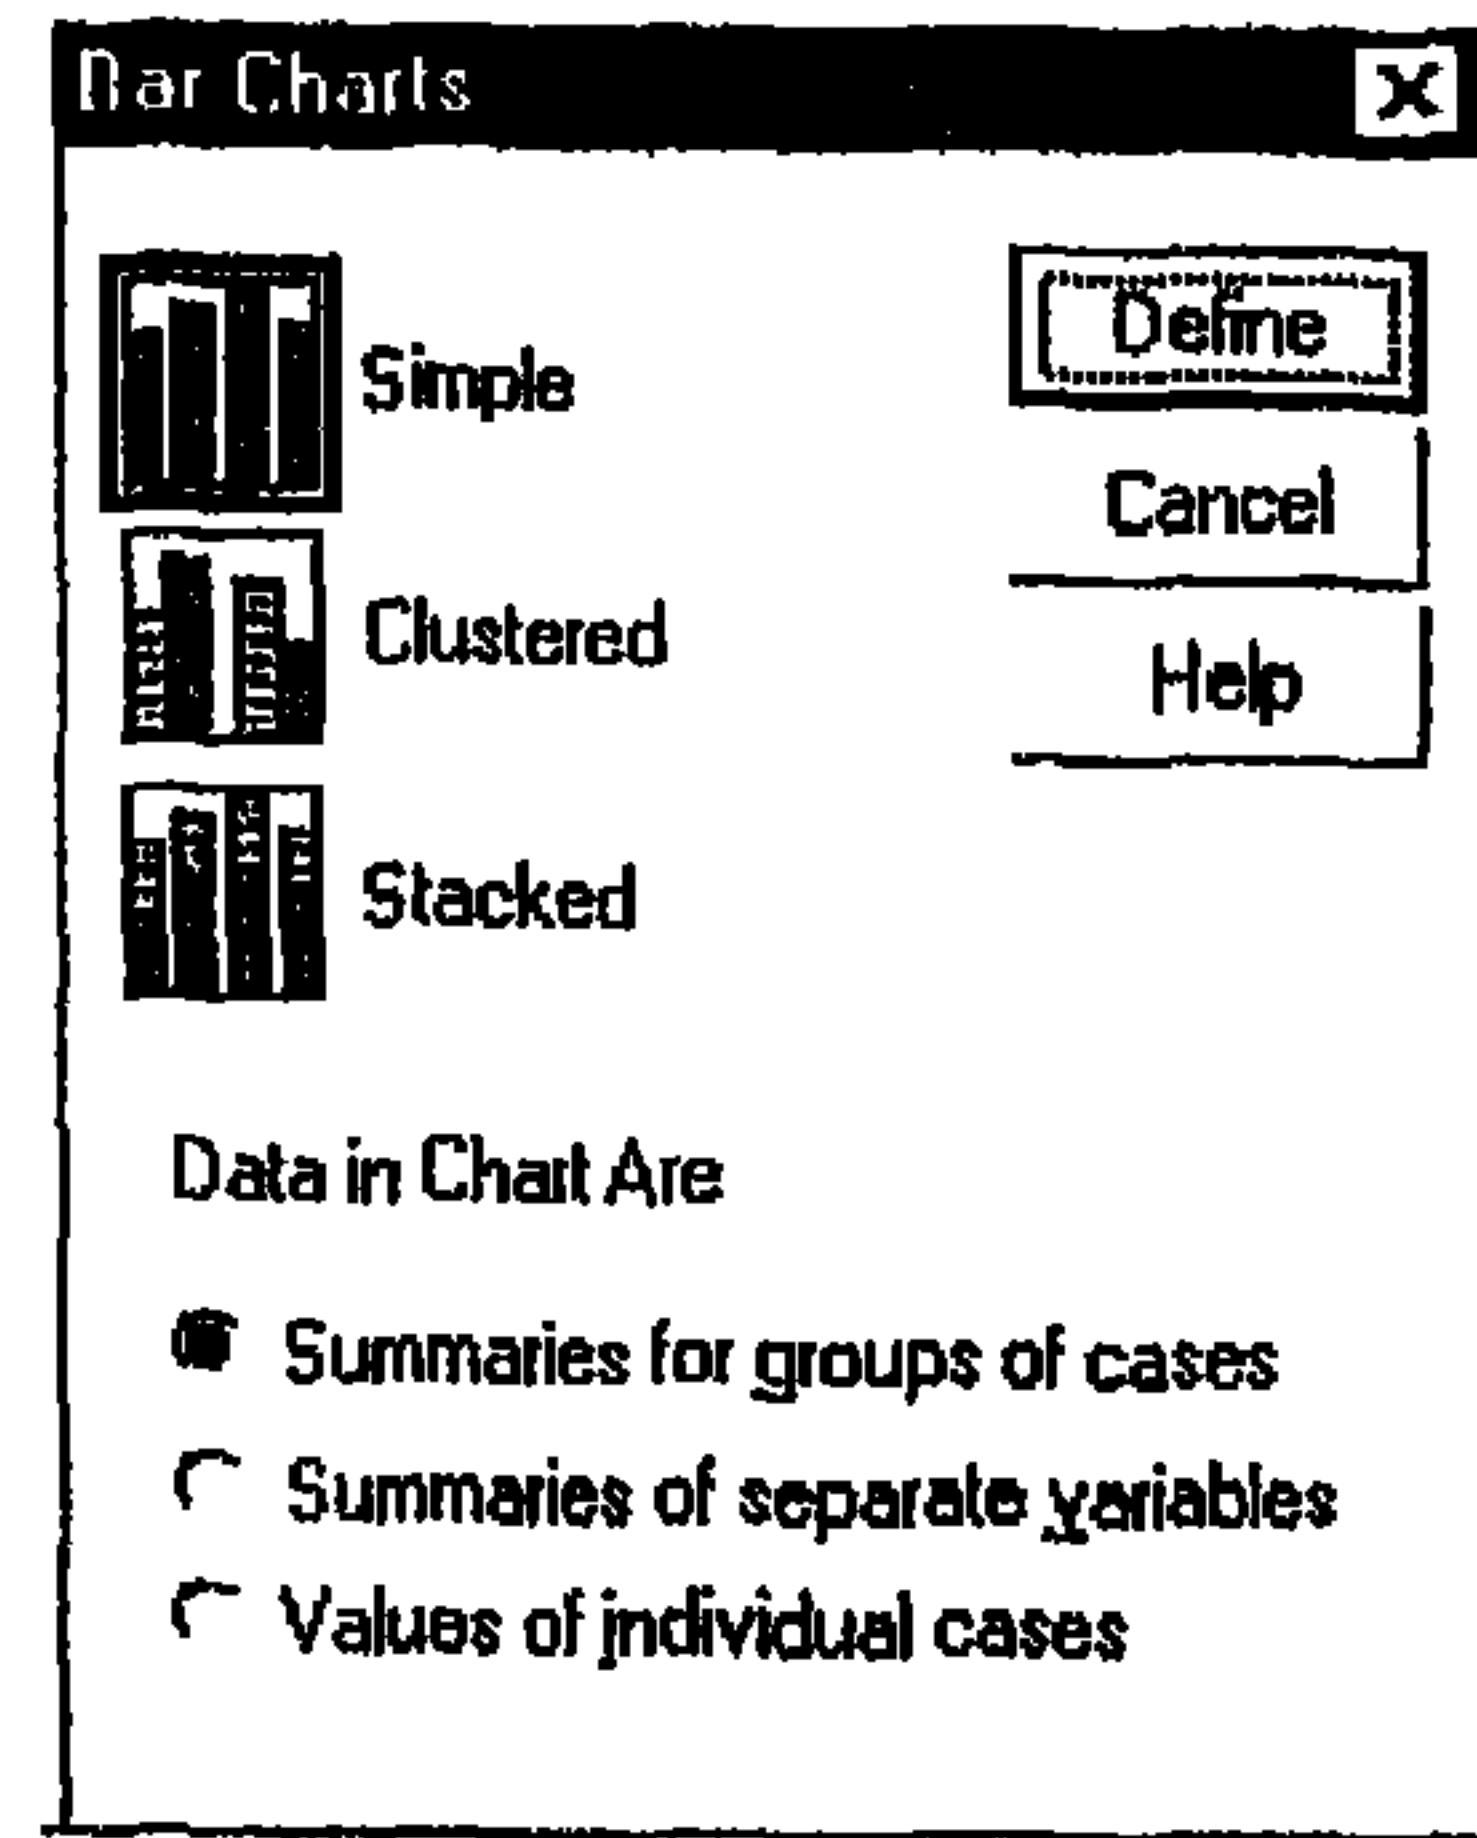 Bar Charts
Simple
Define
Cancel
Clustered
Help
Stacked
Data in Chart Are
Summaries for groups of cases
Summaries of separate variables
Values of individual cases